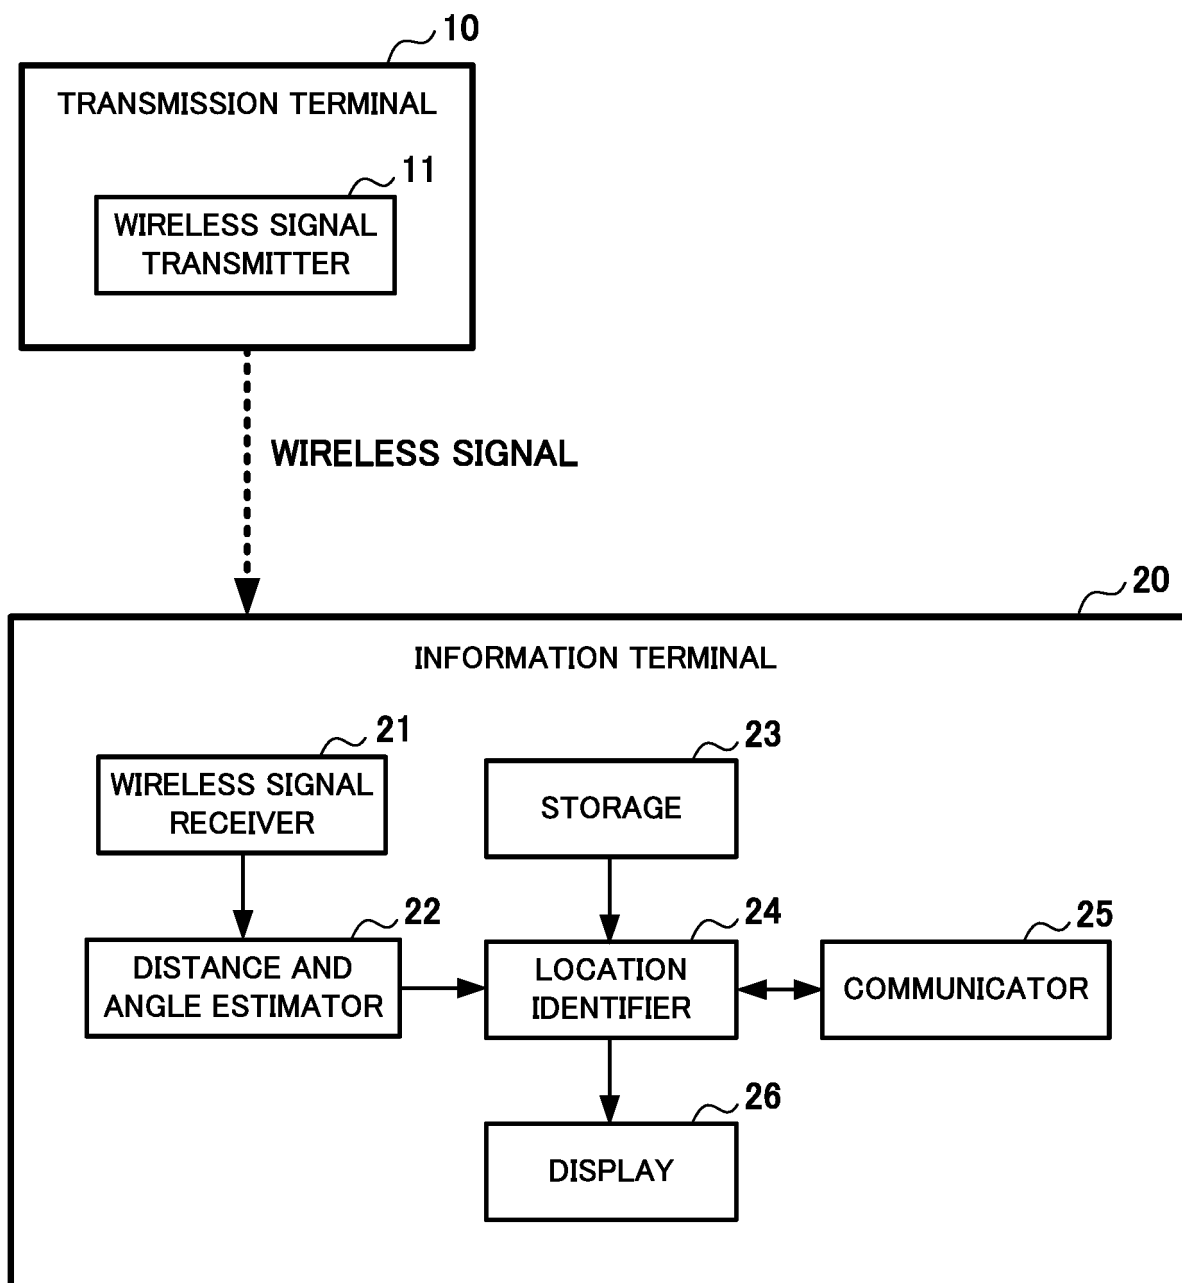 10
TRANSMISSION TERMINAL
11
WIRELESS SIGNAL
TRANSMITTER
WIRELESS SIGNAL
20
INFORMATION TERMINAL
21
WIRELESS SIGNAL
RECEIVER
23
STORAGE
22
DISTANCE AND
ANGLE ESTIMATOR
24
LOCATION
IDENTIFIER
25
COMMUNICATOR
26
DISPLAY